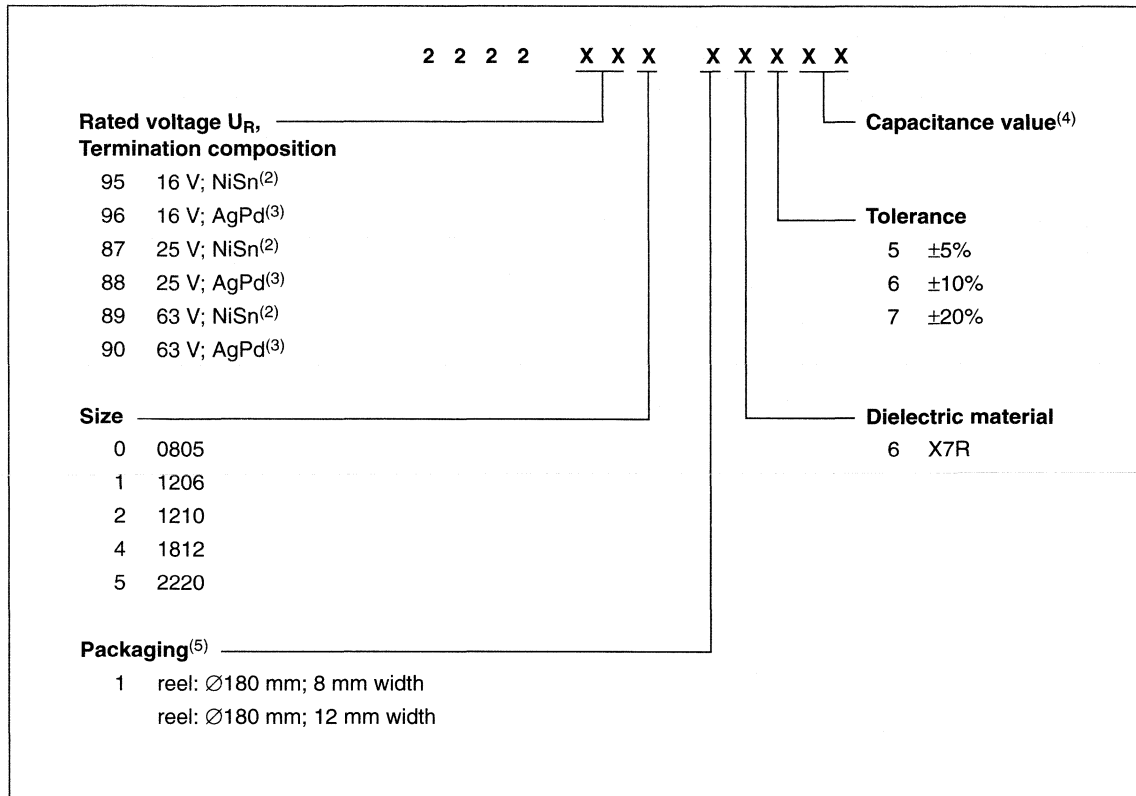 2 2 2 2 X X X X X X X X
Rated voltage UR,
Termination composition
95 16 V; NiSn(2)
96 16 V; AgPd(3)
87 25 V; NiSn(2)
88 25 V; AgPd(3)
89 63 V; NiSn(2)
90 63 V; AgPd(3)
Size
0 0805
1 1206
2 1210
4 1812
5 2220
Packaging(5)
1 reel: ∅180 mm; 8 mm width
reel: ∅180 mm; 12 mm width
Capacitance value(4)
Tolerance
5 ±5%
6 ±10%
7 ±20%
Dielectric material
6 X7R